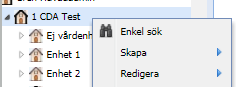 1 CDA Test
Ej vårdenh
Enhet 1
Enhet 2
Enkel sök
Skapa
Redigera